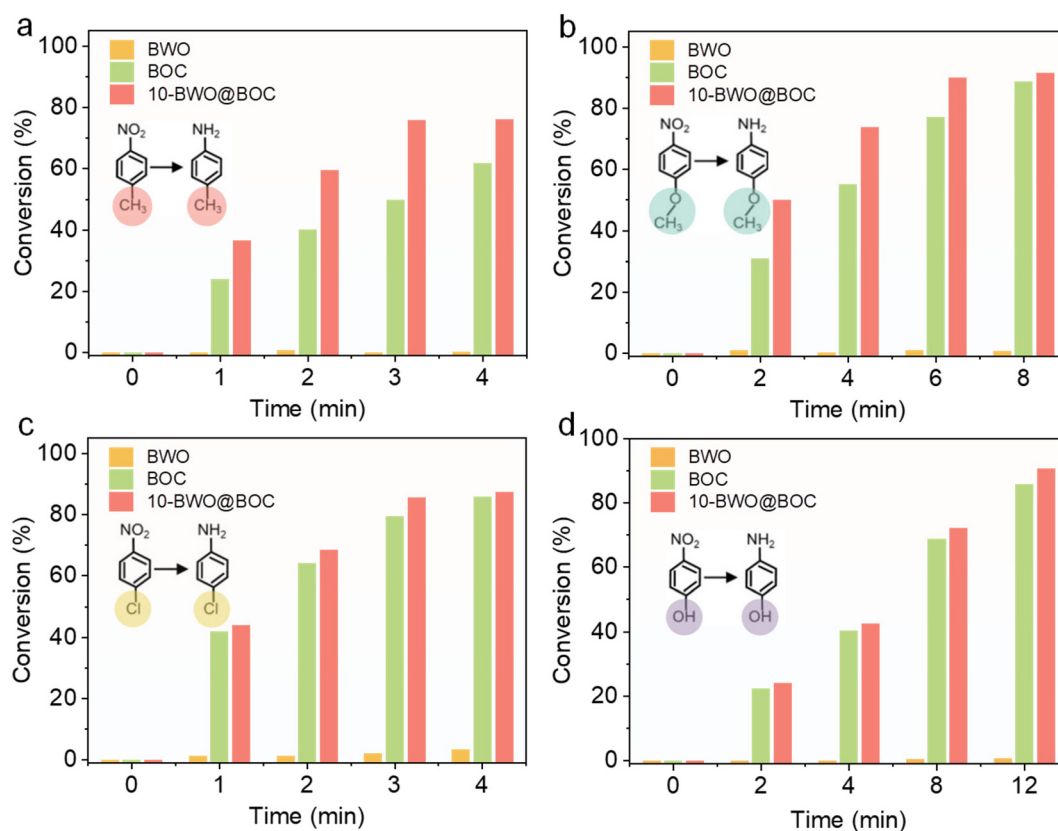 a
100
80
60
40
20
0
Conversion (%)
BWO
BOC
10-BWO@BOC
NO₂
NH₂
CH₃
CH₃
0 1 2 3 4
Time (min)
b
100
80
60
40
20
0
Conversion (%)
BWO
BOC
10-BWO@BOC
NO₂
NH₂
O
O
CH₃
CH₃
0 2 4 6 8
Time (min)
c
100
80
60
40
20
0
Conversion (%)
BWO
BOC
10-BWO@BOC
NO₂
NH₂
Cl
Cl
0 1 2 3 4
Time (min)
d
100
80
60
40
20
0
Conversion (%)
BWO
BOC
10-BWO@BOC
NO₂
NH₂
OH
OH
0 2 4 8 12
Time (min)